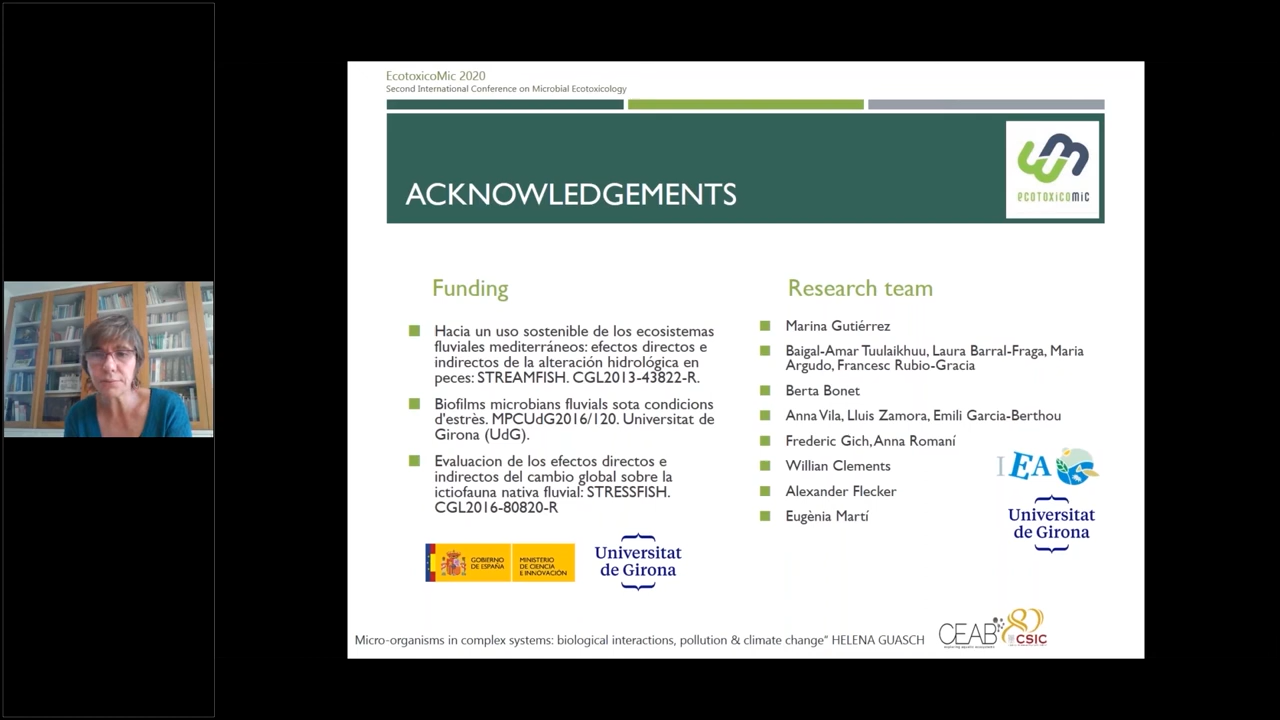 EcotoxicoMic 2020
Second International Conference on Microbial Ecotoxicology
ACKNOWLEDGEMENTS
ecotoxicomic
Funding
Hacia un uso sostenible de los ecosistemas
fluviales mediterráneos: efectos directos e
indirectos de la alteración hidrológica en
peces: STREAMFISH. CGL2013-43822-R.
Biofilms microbians fluvials sota condicions
d'estrès. MPCUdG2016/120. Universitat de
Girona (UdG).
Evaluacion de los efectos directos e
indirectos del cambio global sobre la
ictiofauna nativa fluvial: STRESSFISH.
CGL2016-80820-R
GOBIERNO
DE ESPAÑA
MINISTERIO
DE CIENCIA
E INNOVACIÓN
Universitat
de Girona
Research team
Marina Gutiérrez
Baigal-Amar Tuulaikhuu, Laura Barral-Fraga, Maria
Argudo, Francesc Rubio-Gracia
Berta Bonet
Anna Vila, Lluis Zamora, Emili Garcia-Berthou
Frederic Gich, Anna Romaní
Willian Clements
Alexander Flecker
Eugènia Martí
IEA
Universitat
de Girona
Micro-organisms in complex systems: biological interactions, pollution & climate change” HELENA GUASCH
CEAB
CSIC